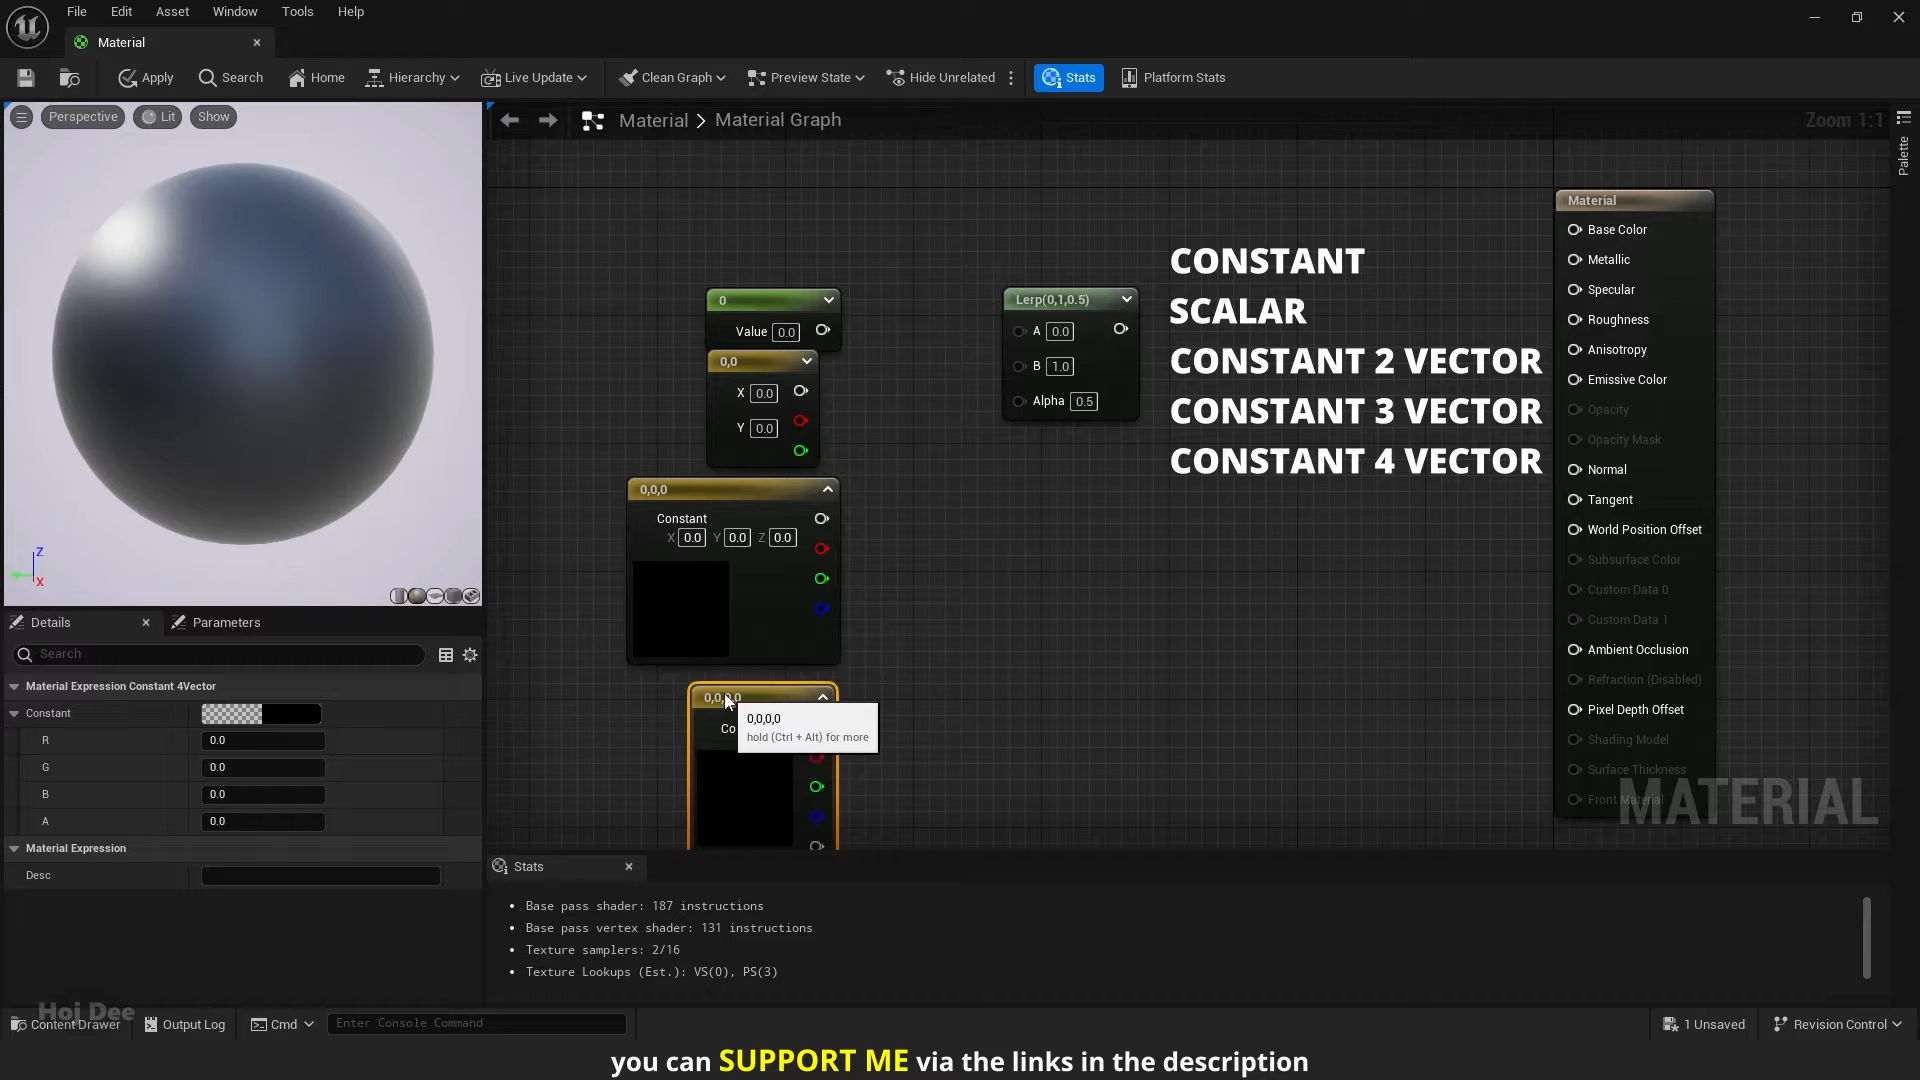 File Edit Asset Window Tools Help
Material
Apply Search Home Hierarchy Live Update Clean Graph Preview State Hide Unrelated Stats Platform Stats
Perspective Lit Show
Material > Material Graph
Zoom 1:1
Palette
0
Value 0.0
0,0
X 0.0
Y 0.0
0,0,0
Constant
X 0.0 Y 0.0 Z 0.0
0,0,0,0
Co
0,0,0,0
hold (Ctrl + Alt) for more
Lerp(0,1,0.5)
A 0.0
B 1.0
Alpha 0.5
CONSTANT
SCALAR
CONSTANT 2 VECTOR
CONSTANT 3 VECTOR
CONSTANT 4 VECTOR
Material
Base Color
Metallic
Specular
Roughness
Anisotropy
Emissive Color
Opacity
Opacity Mask
Normal
Tangent
World Position Offset
Subsurface Color
Custom Data 0
Custom Data 1
Ambient Occlusion
Refraction (Disabled)
Pixel Depth Offset
Shading Model
Surface Thickness
Front Material
MATERIAL
Z
Y
X
Details Parameters
Search
Material Expression Constant 4Vector
Constant
R 0.0
G 0.0
B 0.0
A 0.0
Material Expression
Desc
Stats
• Base pass shader: 187 instructions
• Base pass vertex shader: 131 instructions
• Texture samplers: 2/16
• Texture Lookups (Est.): VS(0), PS(3)
Hoj Dee
Content Drawer Output Log Cmd Enter Console Command 1 Unsaved Revision Control
you can SUPPORT ME via the links in the description